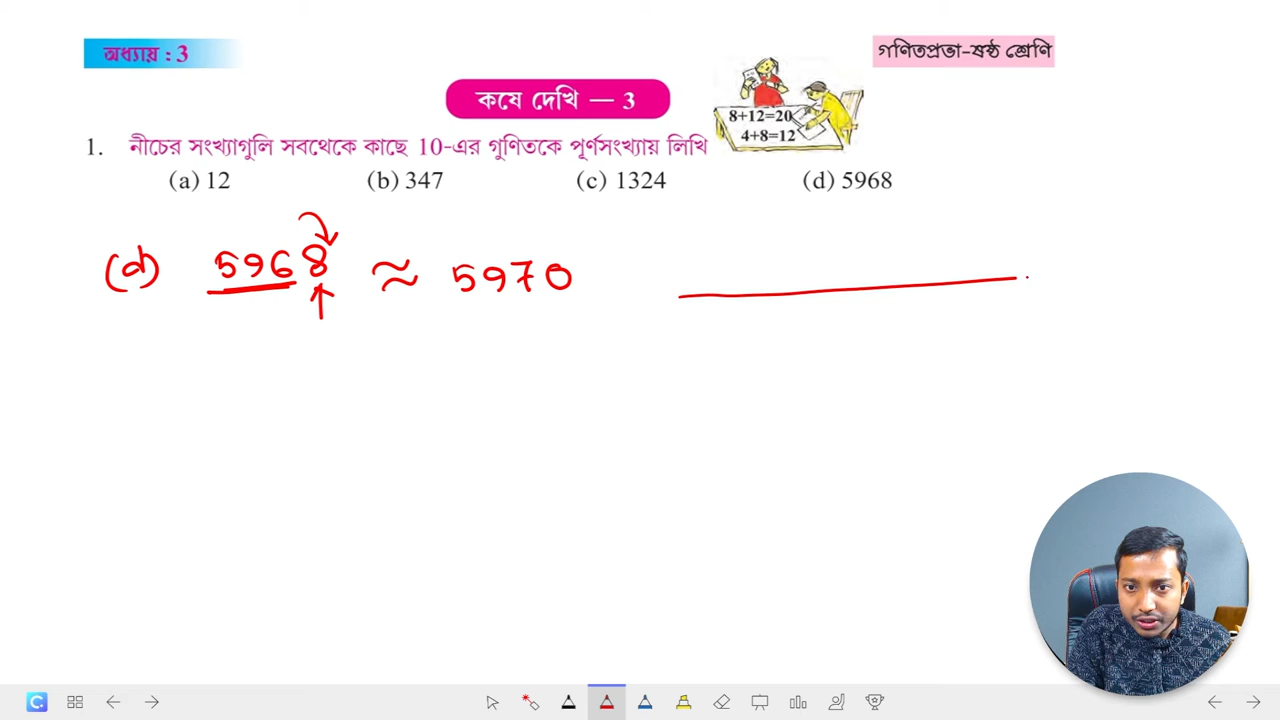 অধ্যায় : 3
গণিতপ্রভা-ষষ্ঠ শ্রেণি
কষে দেখি — 3
8+12=20
4+8=12
1. নীচের সংখ্যাগুলি সবথেকে কাছে 10-এর গুণিতকে পূর্ণসংখ্যায় লিখি
(a) 12 (b) 347 (c) 1324 (d) 5968
(d) 5968 ≈ 5970